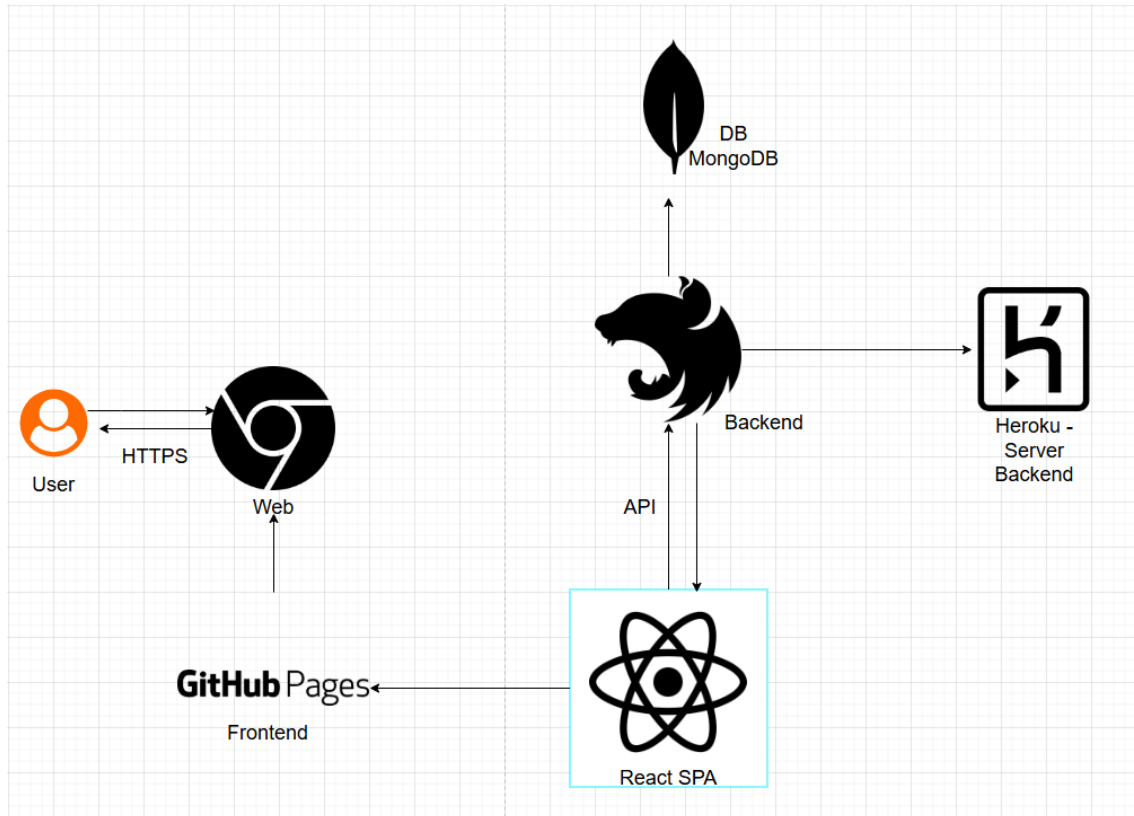 DB
MongoDB
Backend
Heroku -
Server
Backend
HTTPS
User
Web
API
GitHub Pages
Frontend
React SPA